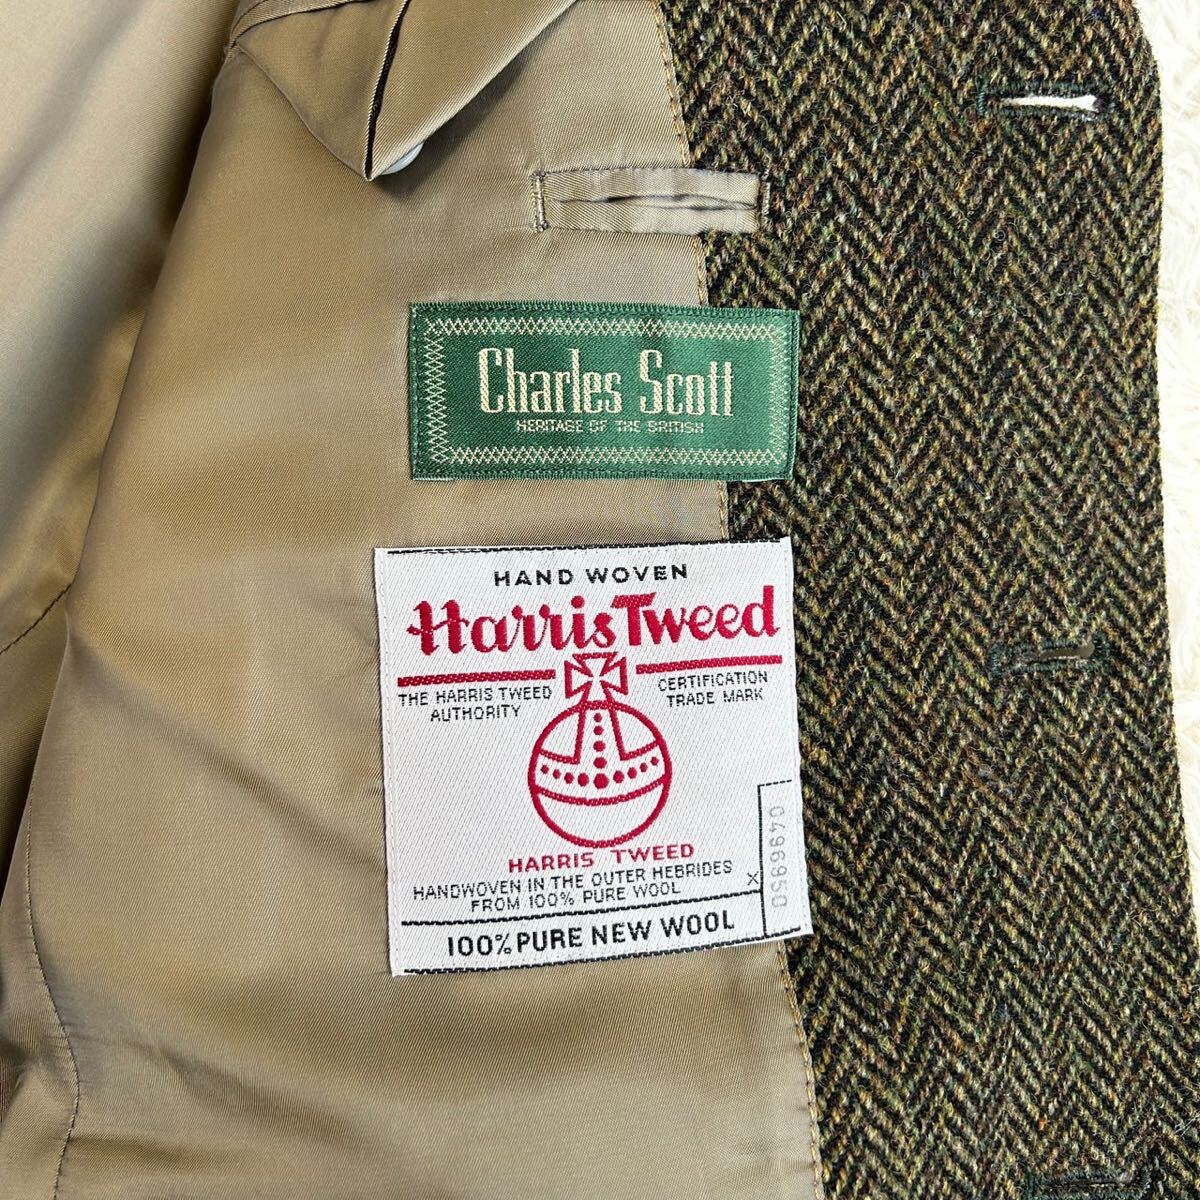 Charles Scott
HERITAGE OF THE BRITISH
HAND WOVEN
Harris Tweed
THE HARRIS TWEED
AUTHORITY
CERTIFICATION
TRADE MARK
HARRIS TWEED
HANDWOVEN IN THE OUTER HEBRIDES
FROM 100% PURE WOOL
X
0496950
100% PURE NEW WOOL